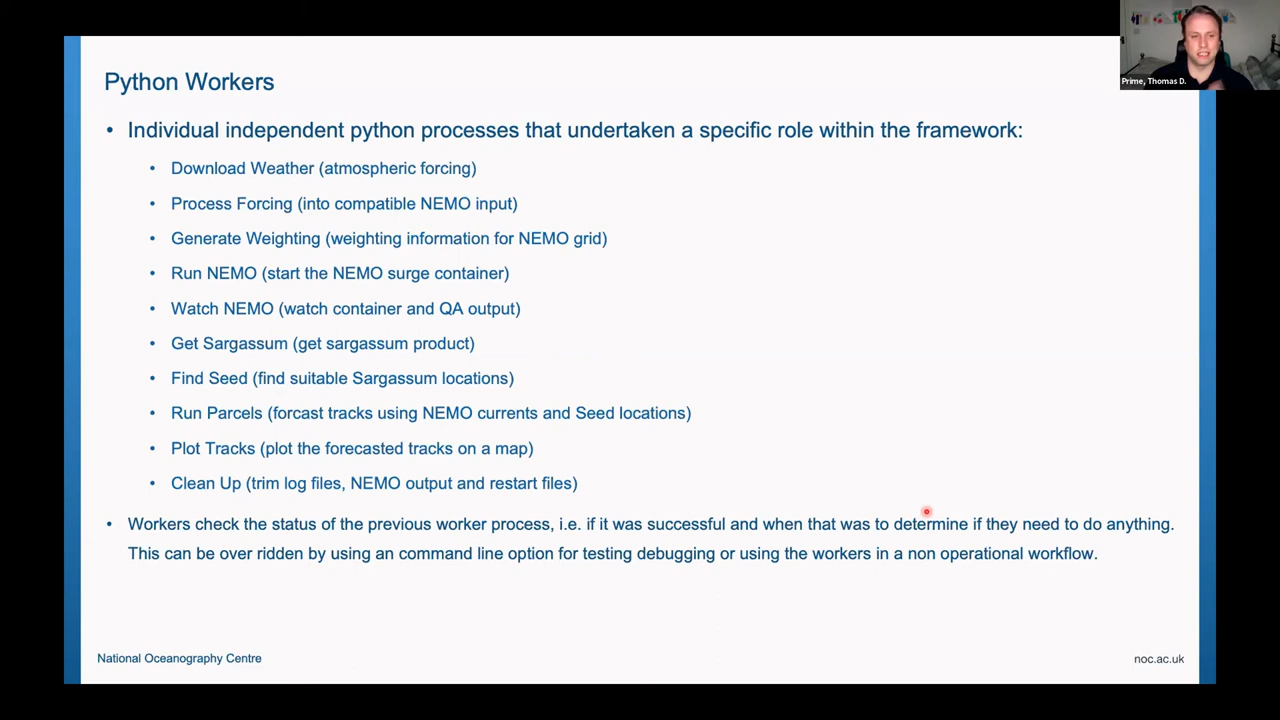 Prime, Thomas D.
Python Workers
• Individual independent python processes that undertaken a specific role within the framework:
• Download Weather (atmospheric forcing)
• Process Forcing (into compatible NEMO input)
• Generate Weighting (weighting information for NEMO grid)
• Run NEMO (start the NEMO surge container)
• Watch NEMO (watch container and QA output)
• Get Sargassum (get sargassum product)
• Find Seed (find suitable Sargassum locations)
• Run Parcels (forcast tracks using NEMO currents and Seed locations)
• Plot Tracks (plot the forecasted tracks on a map)
• Clean Up (trim log files, NEMO output and restart files)
• Workers check the status of the previous worker process, i.e. if it was successful and when that was to determine if they need to do anything.
This can be over ridden by using an command line option for testing debugging or using the workers in a non operational workflow.
National Oceanography Centre
noc.ac.uk